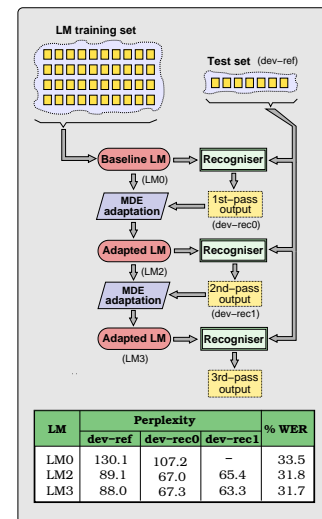 LM training set
Test set (dev-ref)
Baseline LM
Recogniser
(LM0)
MDE
adaptation
1st-pass
output
(dev-rec0)
Adapted LM
Recogniser
(LM2)
MDE
adaptation
2nd-pass
output
(dev-rec1)
Adapted LM
Recogniser
(LM3)
3rd-pass
output
LM Perplexity % WER
dev-ref dev-rec0 dev-rec1
LM0 130.1 107.2 – 33.5
LM2 89.1 67.0 65.4 31.8
LM3 88.0 67.3 63.3 31.7